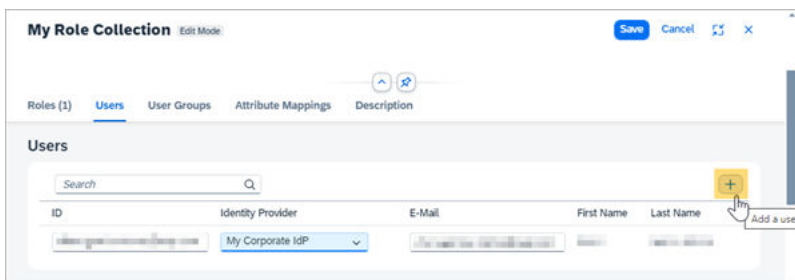 My Role Collection Edit Mode Save Cancel
Roles (1) Users User Groups Attribute Mappings Description
Users
Search
ID Identity Provider E-Mail First Name Last Name
Add a use
My Corporate IdP